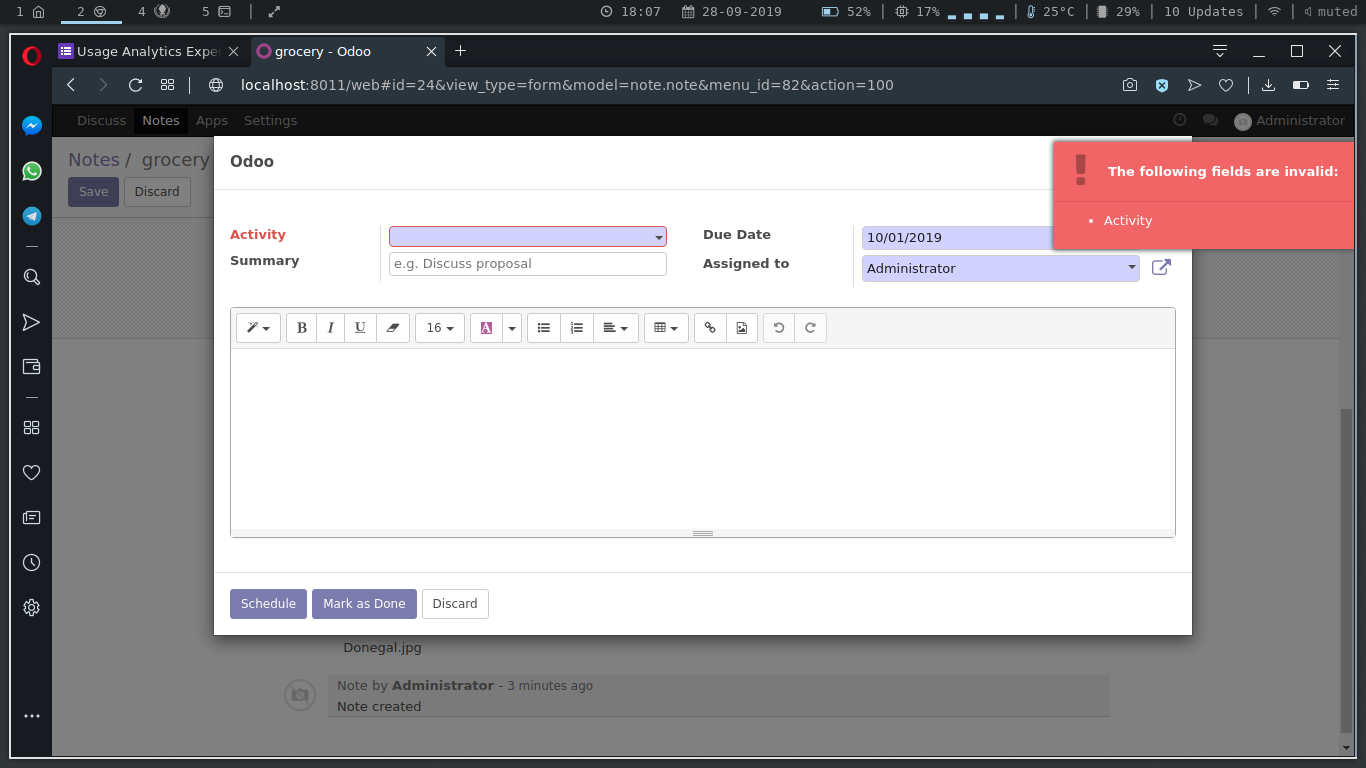 1 2 4 5 18:07 28-09-2019 52% 17% 25°C 29% 10 Updates muted
Usage Analytics Expe grocery - Odoo
localhost:8011/web#id=24&view_type=form&model=note.note&menu_id=82&action=100
Discuss Notes Apps Settings Administrator
Notes / grocery
Save Discard
Odoo
The following fields are invalid:
• Activity
Activity
Due Date 10/01/2019
Summary e.g. Discuss proposal
Assigned to Administrator
B I U 16 A
Schedule Mark as Done Discard
Donegal.jpg
Note by Administrator - 3 minutes ago
Note created